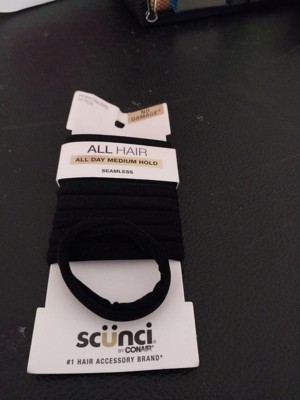 NO
DAMAGE*
ALL HAIR
ALL DAY MEDIUM HOLD
SEAMLESS
scünci®
BY CONAIR®
#1 HAIR ACCESSORY BRAND*